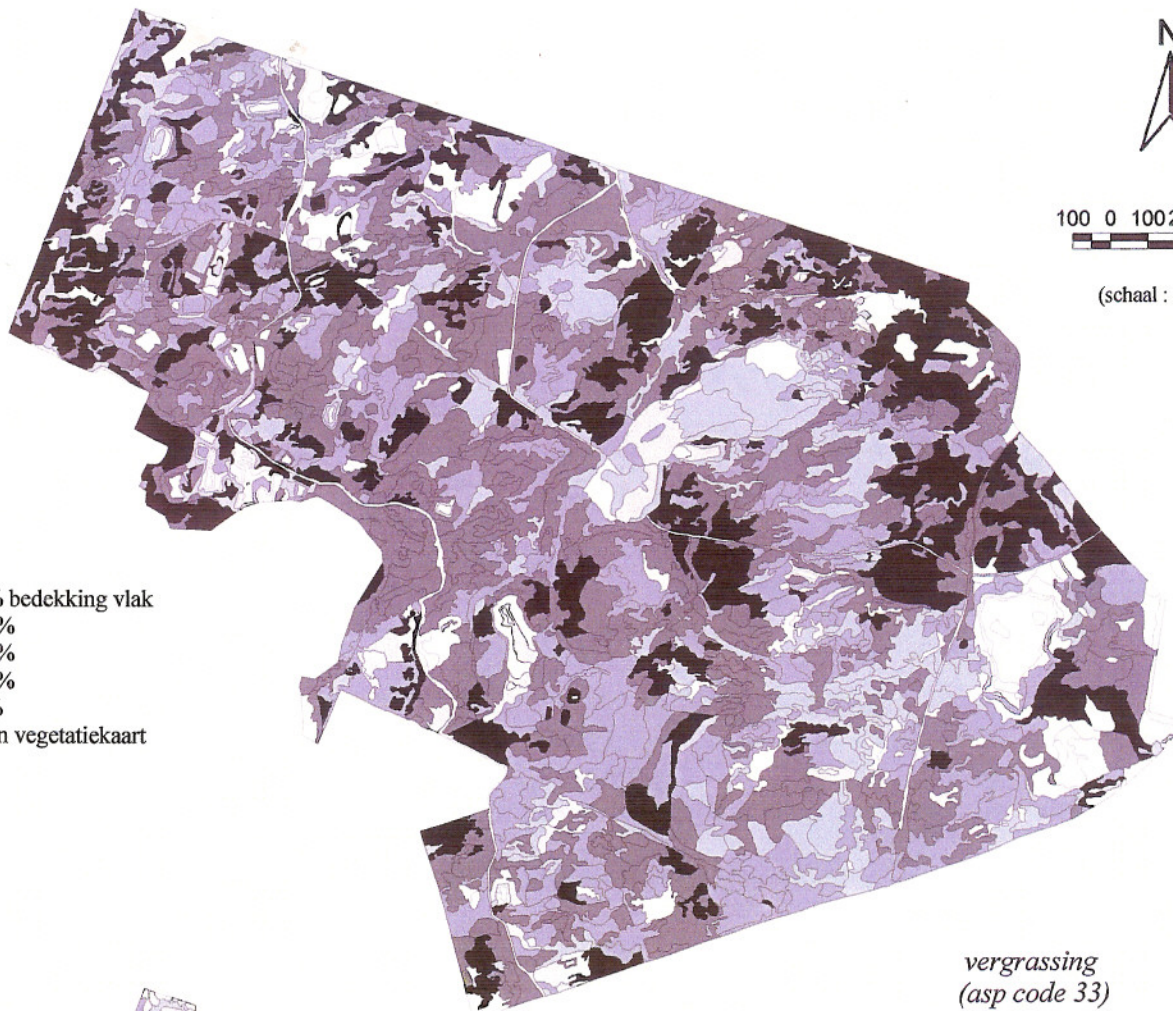 N
100 0 100
(schaal :
bedekking vlak
%
%
%
vegetatiekaart
vergrassing
(asp code 33)